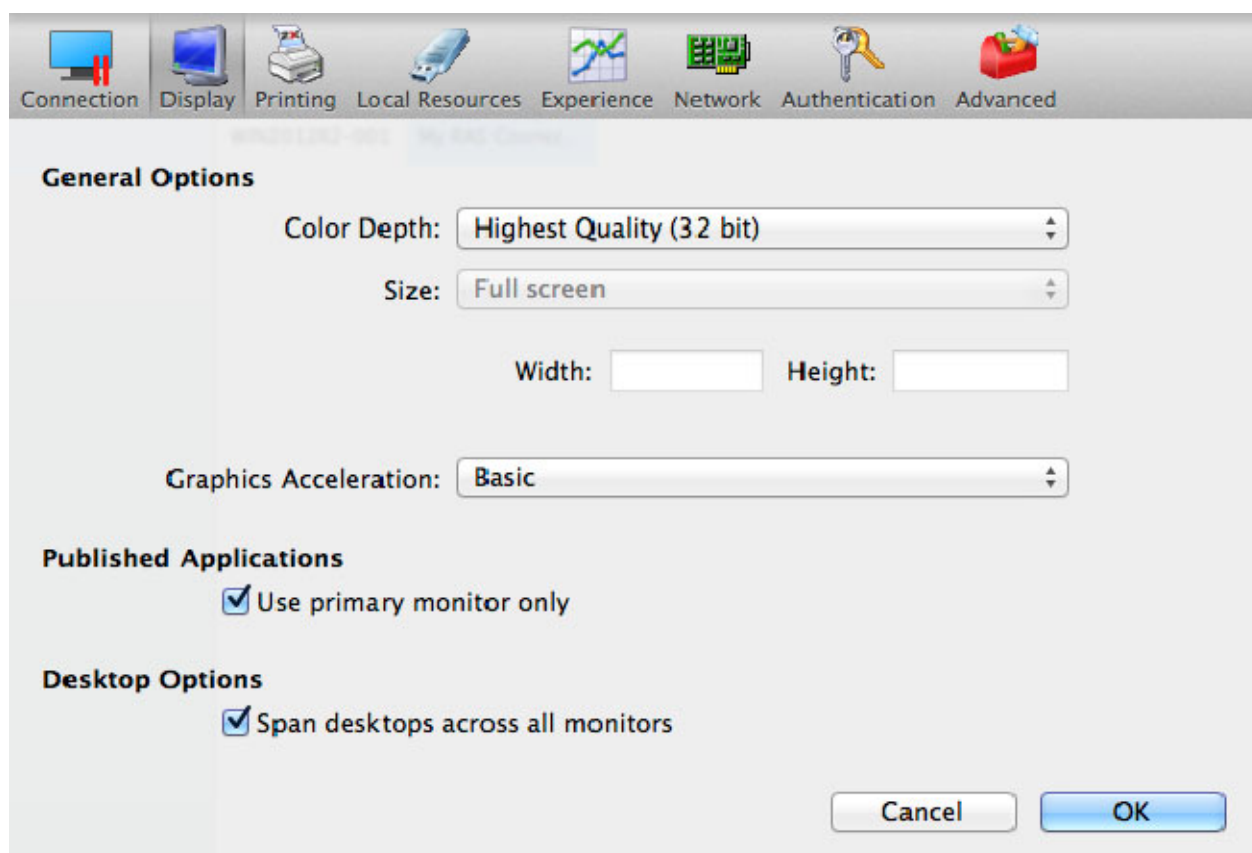 Connection Display Printing Local Resources Experience Network Authentication Advanced
General Options
Color Depth: Highest Quality (32 bit)
Size: Full screen
Width: Height:
Graphics Acceleration: Basic
Published Applications
Use primary monitor only
Desktop Options
Span desktops across all monitors
Cancel OK